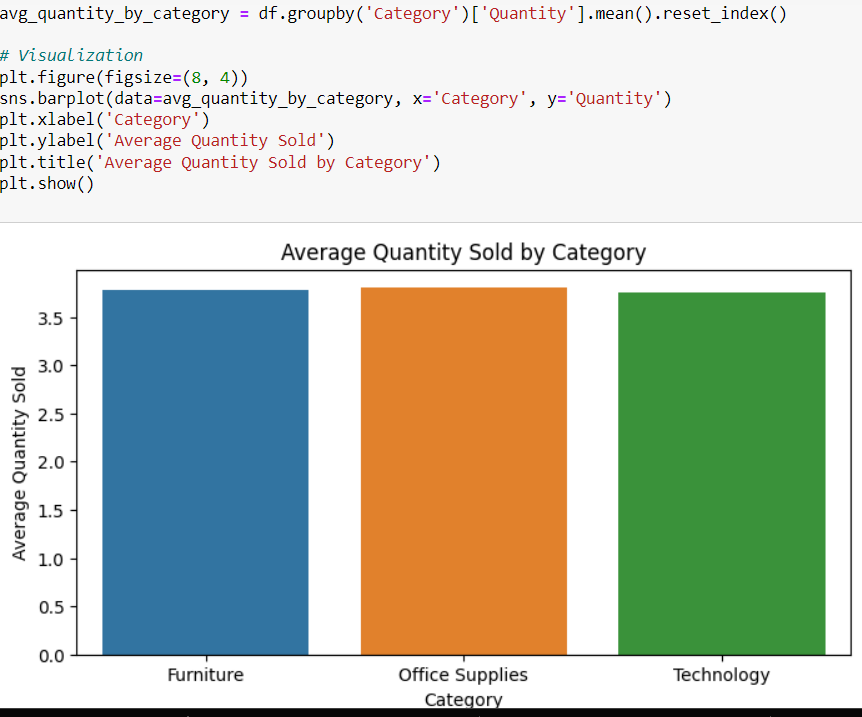 avg_quantity_by_category = df.groupby('Category')['Quantity'].mean().reset_index()
# Visualization
plt.figure(figsize=(8, 4))
sns.barplot(data=avg_quantity_by_category, x='Category', y='Quantity')
plt.xlabel('Category')
plt.ylabel('Average Quantity Sold')
plt.title('Average Quantity Sold by Category')
plt.show()
Average Quantity Sold by Category
Average Quantity Sold
3.5
3.0
2.5
2.0
1.5
1.0
0.5
0.0
Furniture Office Supplies Technology
Category